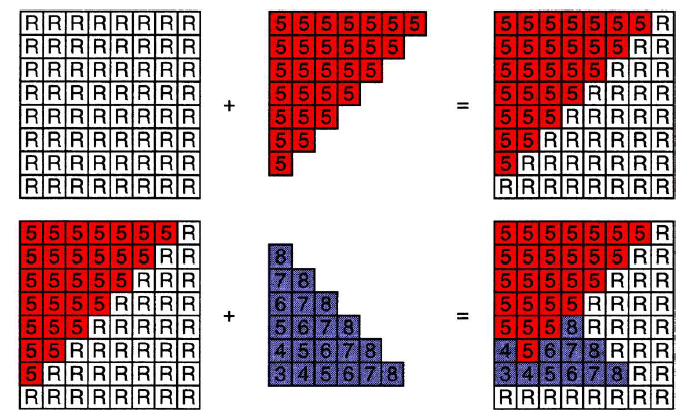 R R R R R R R R
R R R R R R R R
R R R R R R R R
R R R R R R R R
R R R R R R R R
R R R R R R R R
R R R R R R R R
R R R R R R R R
+
5 5 5 5 5 5 5
5 5 5 5 5 5
5 5 5 5 5
5 5 5 5
5 5 5
5 5
5
=
5 5 5 5 5 5 5 R
5 5 5 5 5 5 R R
5 5 5 5 5 R R R
5 5 5 5 R R R R
5 5 5 R R R R R
5 5 R R R R R R
5 R R R R R R R
R R R R R R R R
5 5 5 5 5 5 5 R
5 5 5 5 5 5 R R
5 5 5 5 5 R R R
5 5 5 5 R R R R
5 5 5 R R R R R
5 5 R R R R R R
5 R R R R R R R
R R R R R R R R
+
8
7 8
6 7 8
5 6 7 8
4 5 6 7 8
3 4 5 6 7 8
=
5 5 5 5 5 5 5 R
5 5 5 5 5 5 R R
5 5 5 5 5 R R R
5 5 5 5 R R R R
5 5 5 8 R R R R
4 5 6 7 8 R R R
3 4 5 6 7 8 R R
R R R R R R R R